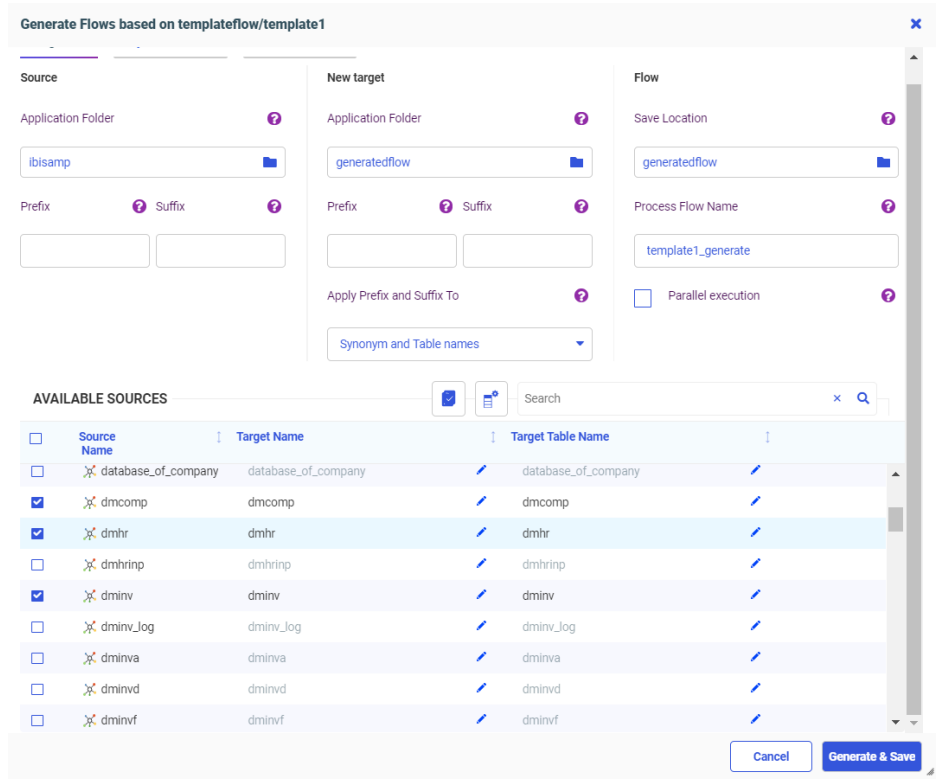 Generate Flows based on templateflow/template1
Source
New target
Flow
Application Folder
Application Folder
Save Location
ibisamp
generatedflow
generatedflow
Prefix
Suffix
Prefix
Suffix
Process Flow Name
template1_generate
Apply Prefix and Suffix To
Parallel execution
Synonym and Table names
AVAILABLE SOURCES
Search
Source Name
Target Name
Target Table Name
database_of_company database_of_company database_of_company
dmcomp dmcomp dmcomp
dmhr dmhr dmhr
dmhrinp dmhrinp dmhrinp
dminv dminv dminv
dminv_log dminv_log dminv_log
dminva dminva dminva
dminvd dminvd dminvd
dminvf dminvf dminvf
Cancel
Generate & Save